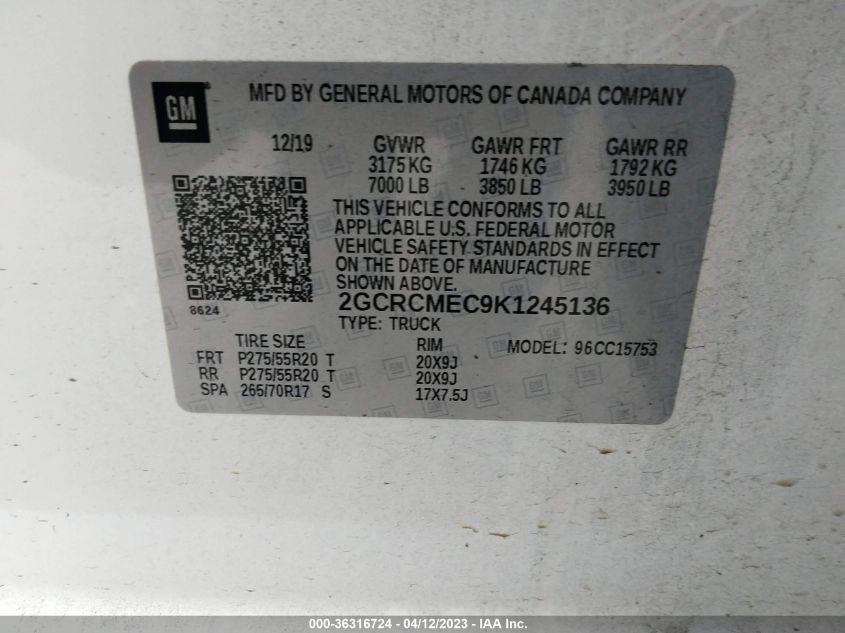 GM
MFD BY GENERAL MOTORS OF CANADA COMPANY
12/19 GVWR GAWR FRT GAWR RR
3175 KG 1746 KG 1792 KG
7000 LB 3850 LB 3950 LB
THIS VEHICLE CONFORMS TO ALL
APPLICABLE U.S. FEDERAL MOTOR
VEHICLE SAFETY STANDARDS IN EFFECT
ON THE DATE OF MANUFACTURE
SHOWN ABOVE.
8624
2GCRCMEC9K1245136
TYPE: TRUCK
TIRE SIZE RIM MODEL: 96CC15753
FRT P275/55R20 T 20X9J
RR P275/55R20 T 20X9J
SPA 265/70R17 S 17X7.5J
000-36316724 - 04/12/2023 - IAA Inc.